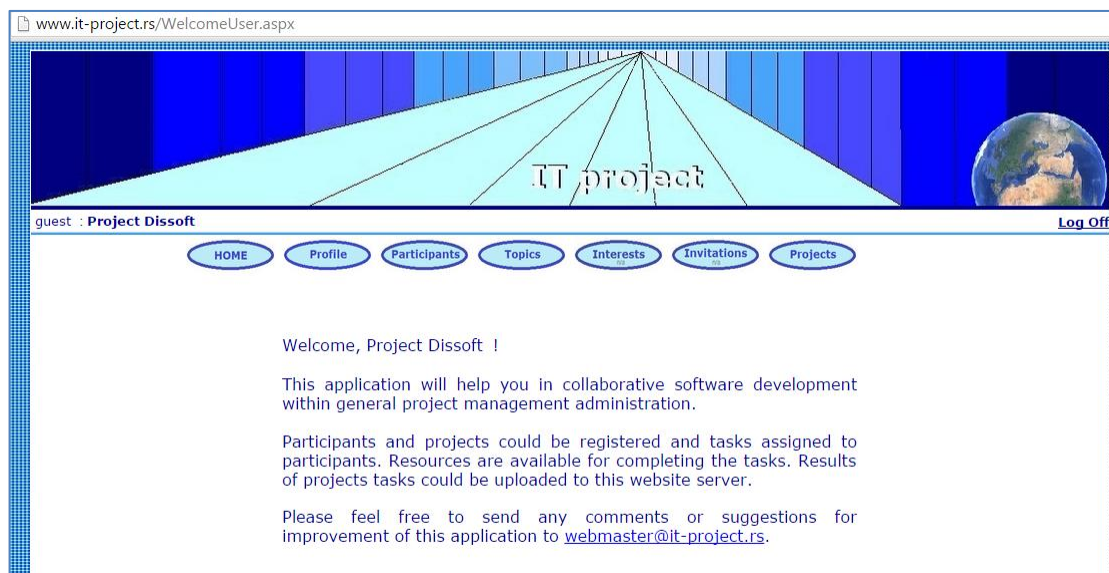 www.it-project.rs/WelcomeUser.aspx
IT project
guest : Project Dissoft
Log Off
HOME Profile Participants Topics Interests Invitations Projects
n/a n/a
Welcome, Project Dissoft !
This application will help you in collaborative software development
within general project management administration.
Participants and projects could be registered and tasks assigned to
participants. Resources are available for completing the tasks. Results
of projects tasks could be uploaded to this website server.
Please feel free to send any comments or suggestions for
improvement of this application to webmaster@it-project.rs.